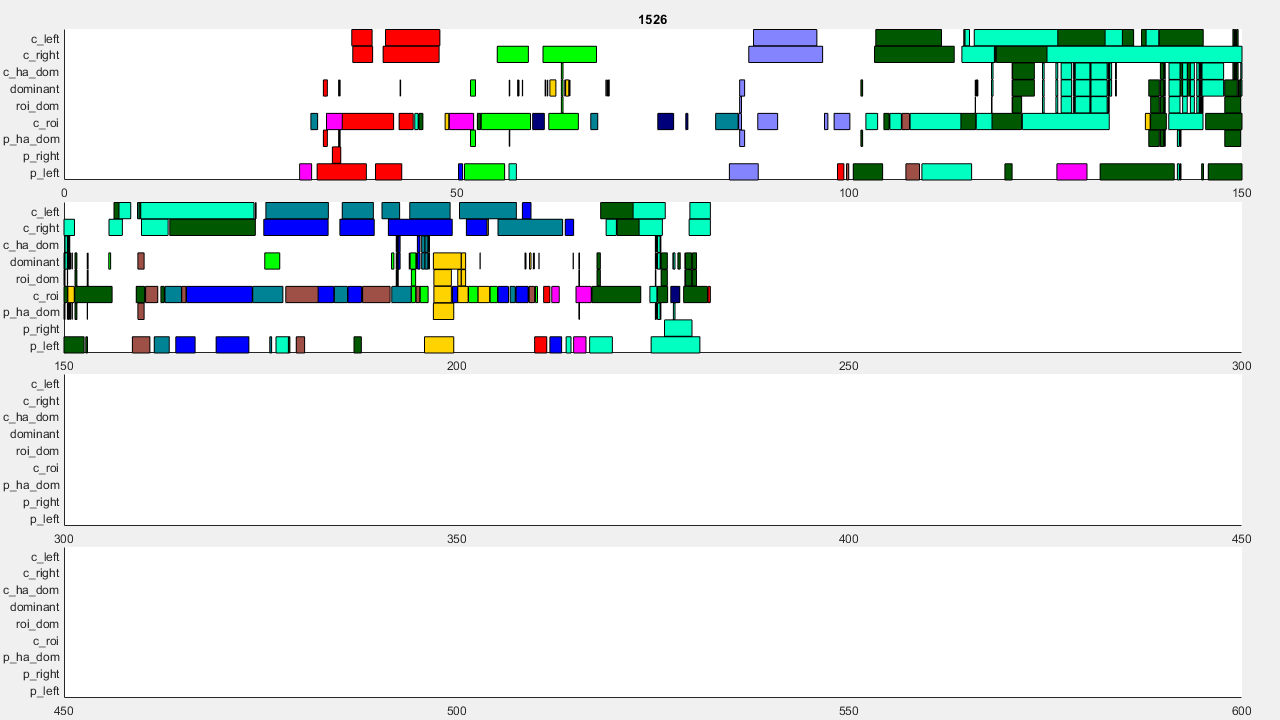 1526
c_left
c_right
c_ha_dom
dominant
roi_dom
c_roi
p_ha_dom
p_right
p_left
0 50 100 150
c_left
c_right
c_ha_dom
dominant
roi_dom
c_roi
p_ha_dom
p_right
p_left
150 200 250 300
c_left
c_right
c_ha_dom
dominant
roi_dom
c_roi
p_ha_dom
p_right
p_left
300 350 400 450
c_left
c_right
c_ha_dom
dominant
roi_dom
c_roi
p_ha_dom
p_right
p_left
450 500 550 600